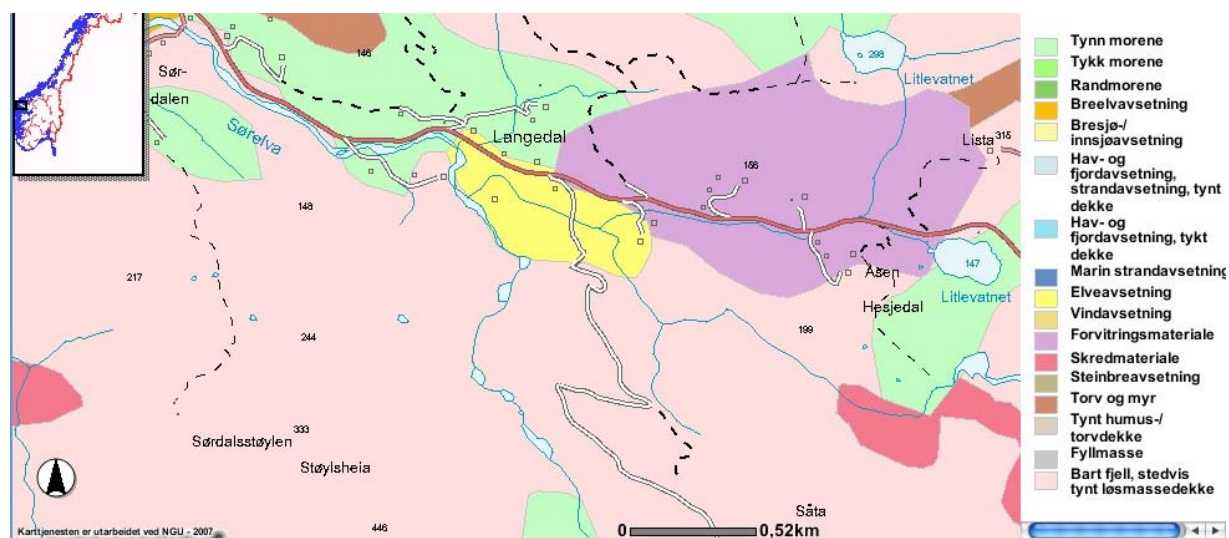 146
298
Litlevatnet
Sør-
dalen
Sørelva
Langedal
Lista
315
156
148
217
147
Åsen
Litlevatnet
Hesjedal
199
244
333
Sørdalsstøylen
Støylsheia
Såta
446
0
0,52km
Karttjenesten er utarbeidet ved NGU - 2007
Tynn morene
Tykk morene
Randmorene
Breelvavsetning
Bresjø-/
innsjøavsetning
Hav- og
fjordavsetning,
strandavsetning, tynt
dekke
Hav- og
fjordavsetning, tykt
dekke
Marin strandavsetning
Elveavsetning
Vindavsetning
Forvitringsmateriale
Skredmateriale
Steinbreavsetning
Torv og myr
Tynt humus-/
torvdekke
Fyllmasse
Bart fjell, stedvis
tynt løsmassedekke